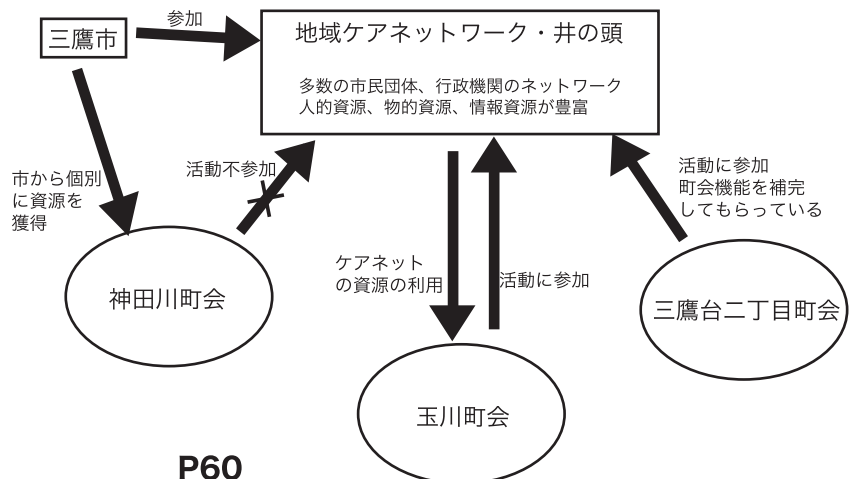 三鷹市
参加
地域ケアネットワーク・井の頭
多数の市民団体、行政機関のネットワーク
人的資源、物的資源、情報資源が豊富
市から個別
に資源を
獲得
活動不参加
活動に参加
町会機能を補完
してもらっている
神田川町会
ケアネット
の資源の利用
活動に参加
三鷹台二丁目町会
玉川町会
P60